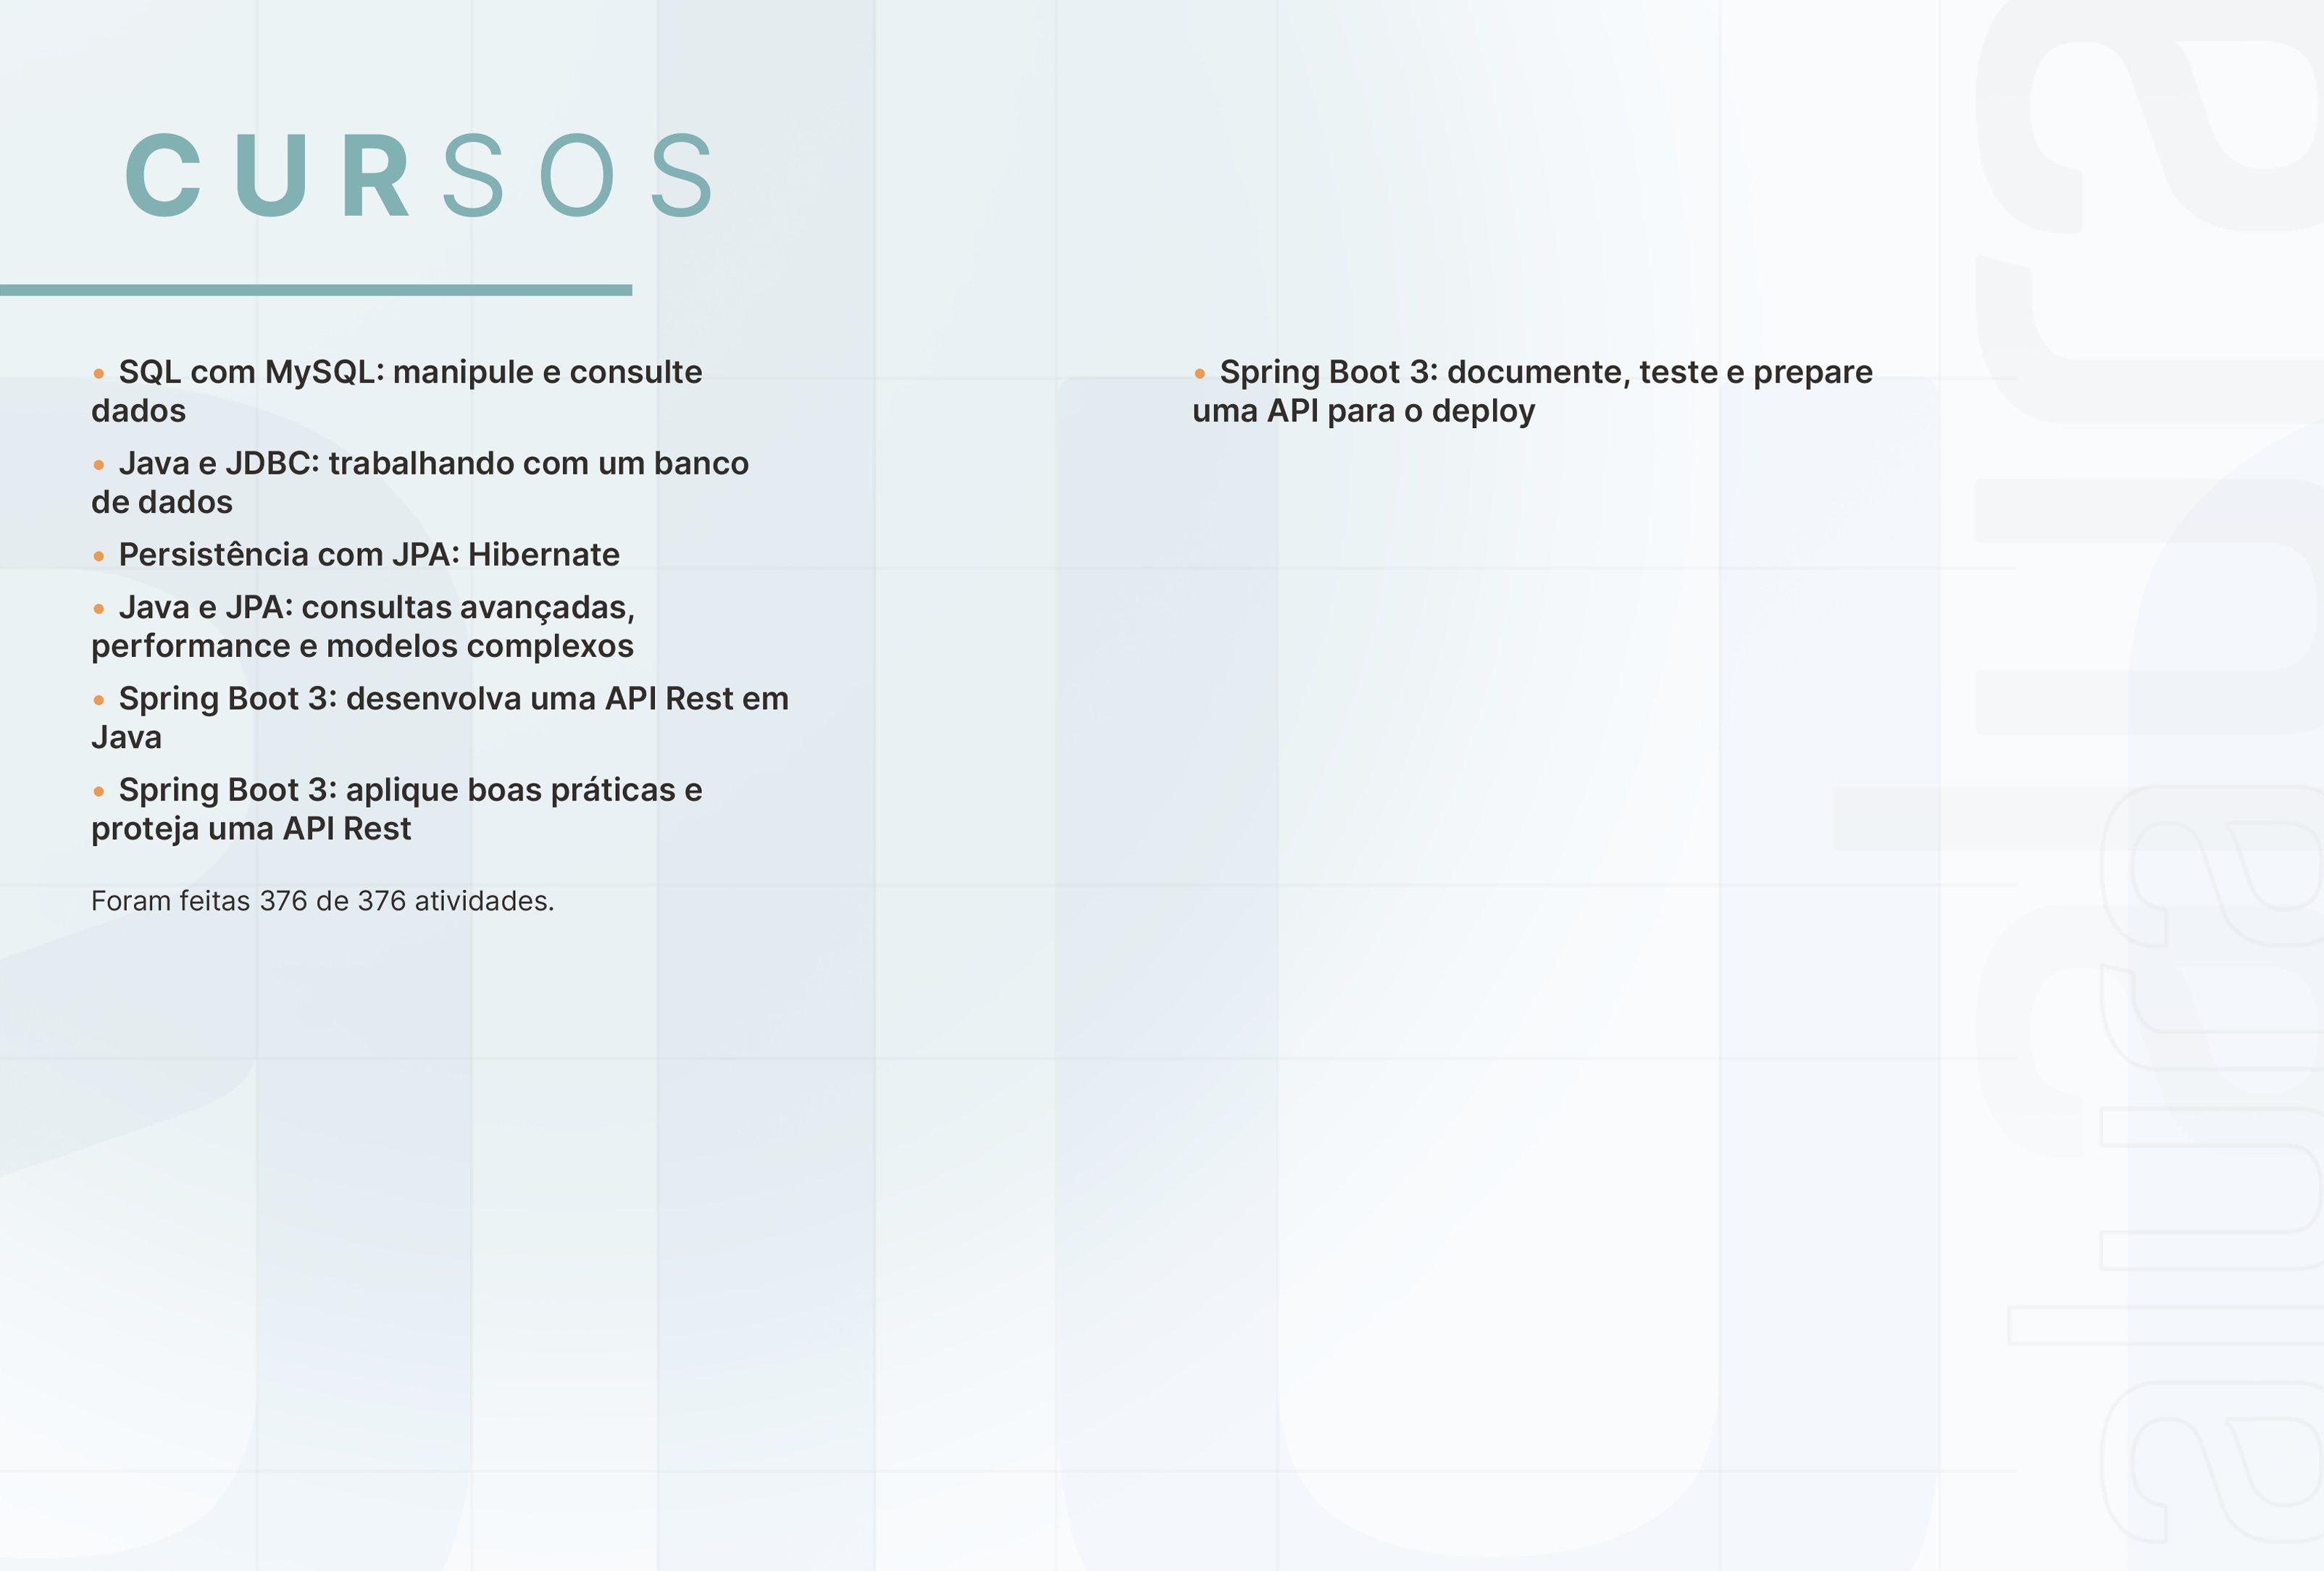 CURSOS
• SQL com MySQL: manipule e consulte
dados
• Java e JDBC: trabalhando com um banco
de dados
• Persistência com JPA: Hibernate
• Java e JPA: consultas avançadas,
performance e modelos complexos
• Spring Boot 3: desenvolva uma API Rest em
Java
• Spring Boot 3: aplique boas práticas e
proteja uma API Rest
Foram feitas 376 de 376 atividades.
• Spring Boot 3: documente, teste e prepare
uma API para o deploy
alura
alura